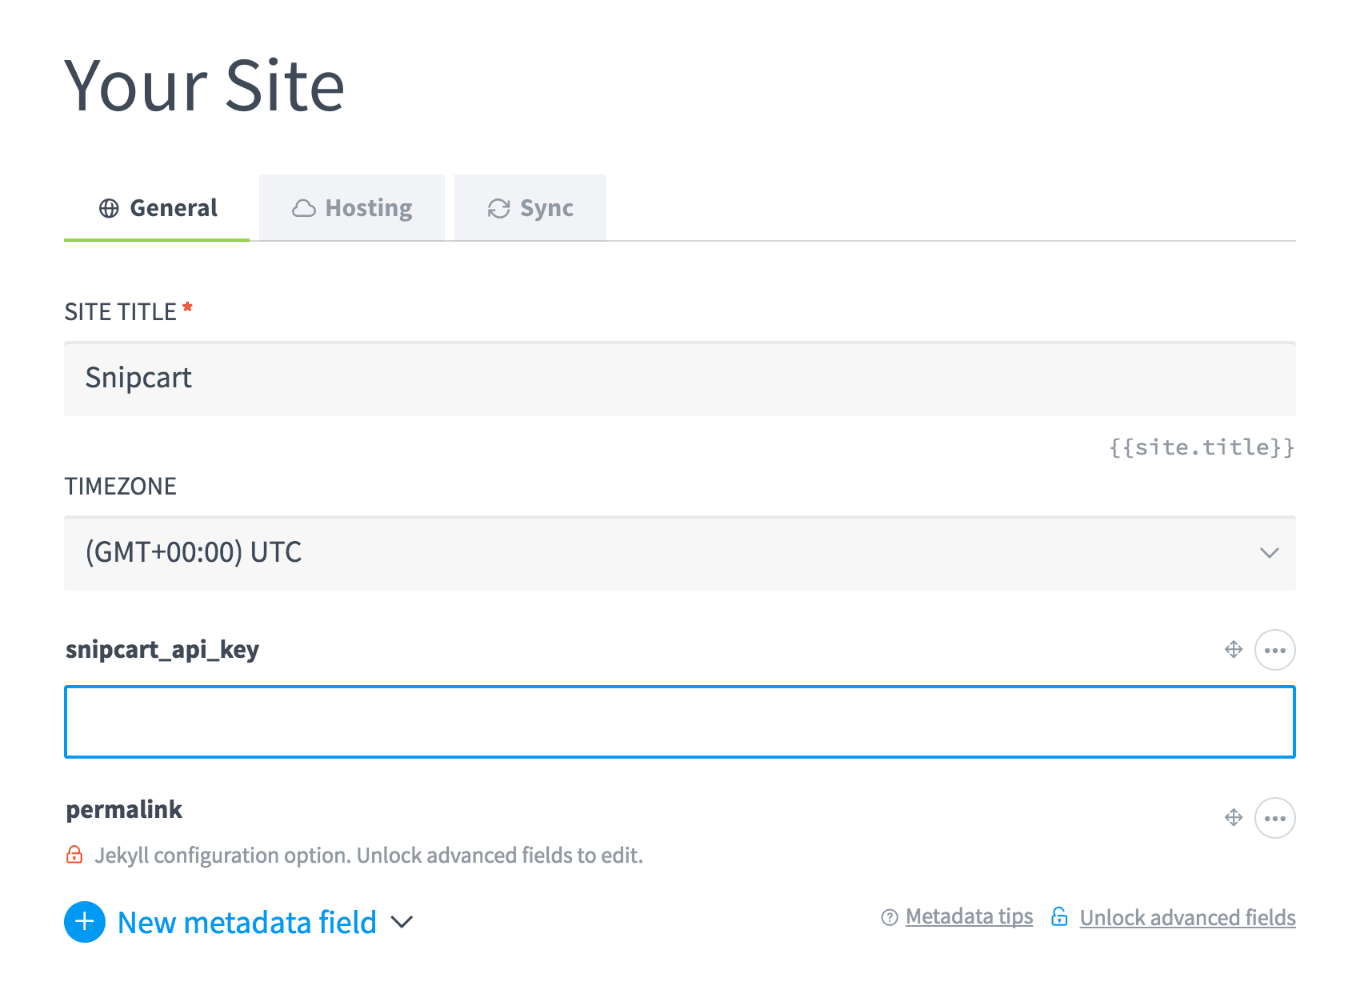 Your Site
General
Hosting
Sync
SITE TITLE *
Snipcart
{{site.title}}
TIMEZONE
(GMT+00:00) UTC
snipcart_api_key
permalink
Jekyll configuration option. Unlock advanced fields to edit.
New metadata field
Metadata tips
Unlock advanced fields